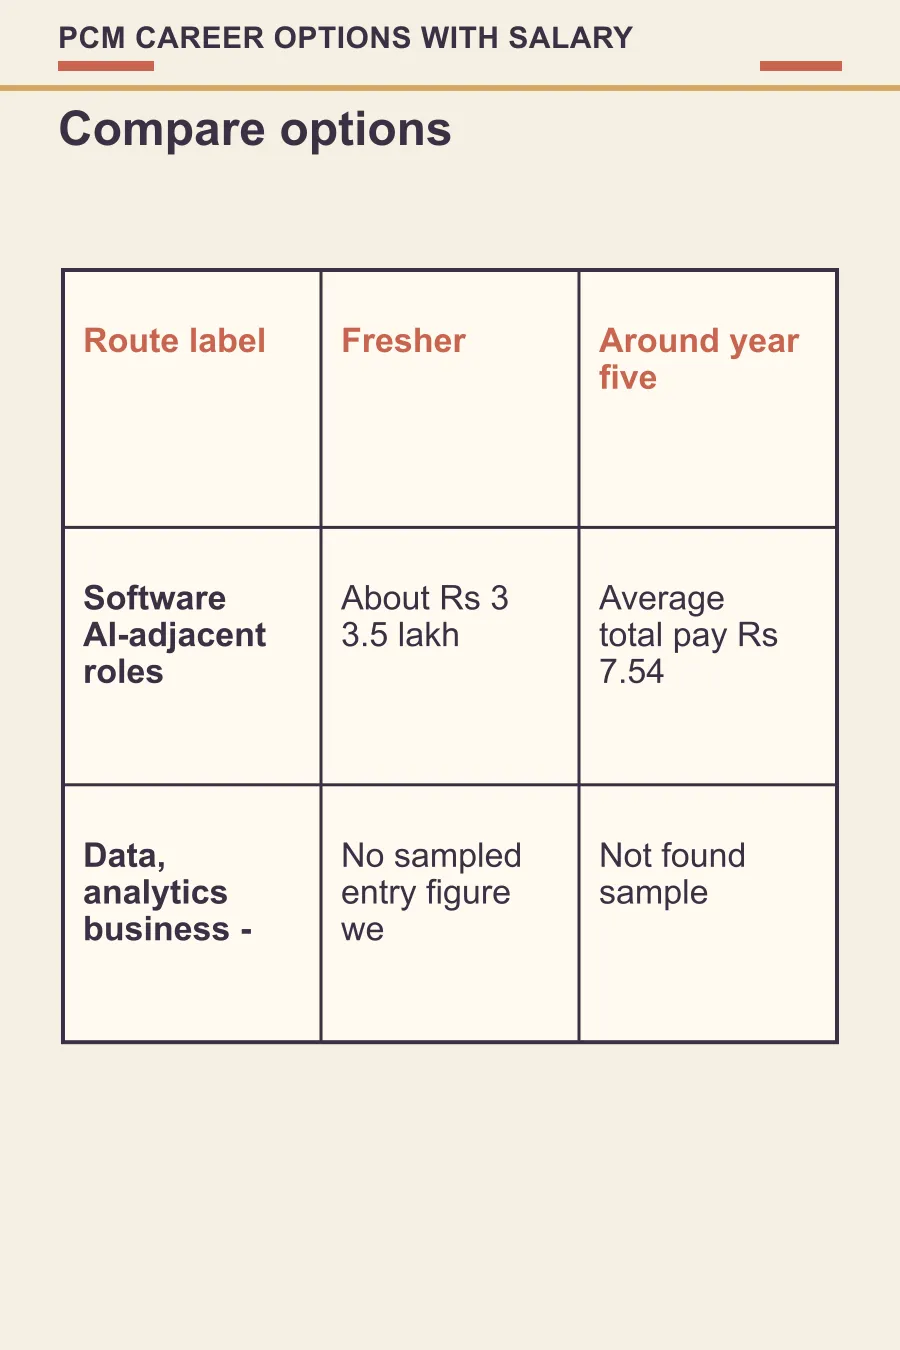 PCM CAREER OPTIONS WITH SALARY
Compare options
Route label
Fresher
Around year
five
Software
AI-adjacent
roles
About Rs 3
3.5 lakh
Average
total pay Rs
7.54
Data,
analytics
business -
No sampled
entry figure
we
Not found
sample